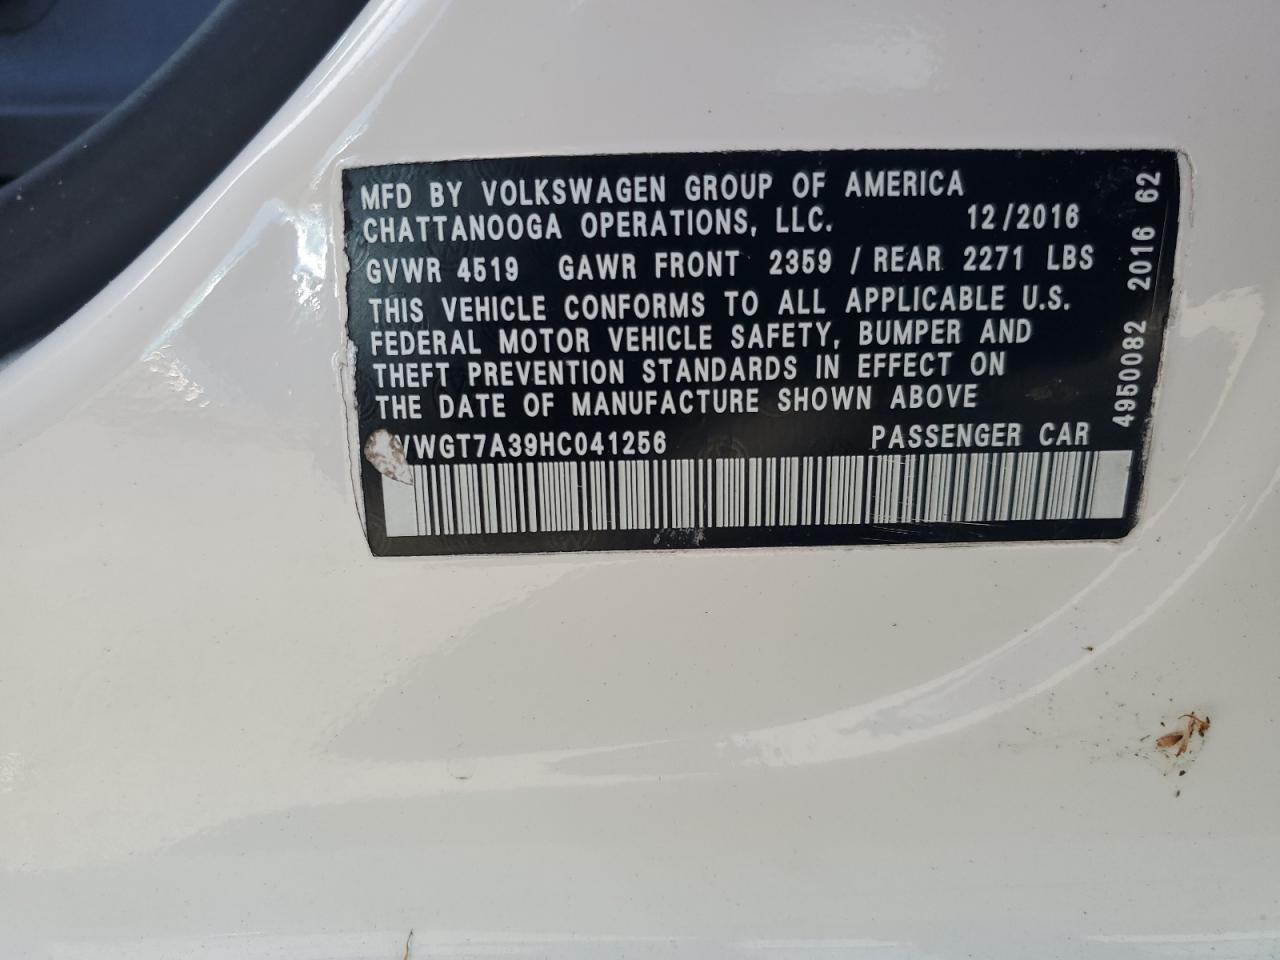 MFD BY VOLKSWAGEN GROUP OF AMERICA
CHATTANOOGA OPERATIONS, LLC. 12/2016
GVWR 4519 GAWR FRONT 2359 / REAR 2271 LBS
THIS VEHICLE CONFORMS TO ALL APPLICABLE U.S.
FEDERAL MOTOR VEHICLE SAFETY, BUMPER AND
THEFT PREVENTION STANDARDS IN EFFECT ON
THE DATE OF MANUFACTURE SHOWN ABOVE
VWGT7A39HC041256 PASSENGER CAR
4950082 2016 62